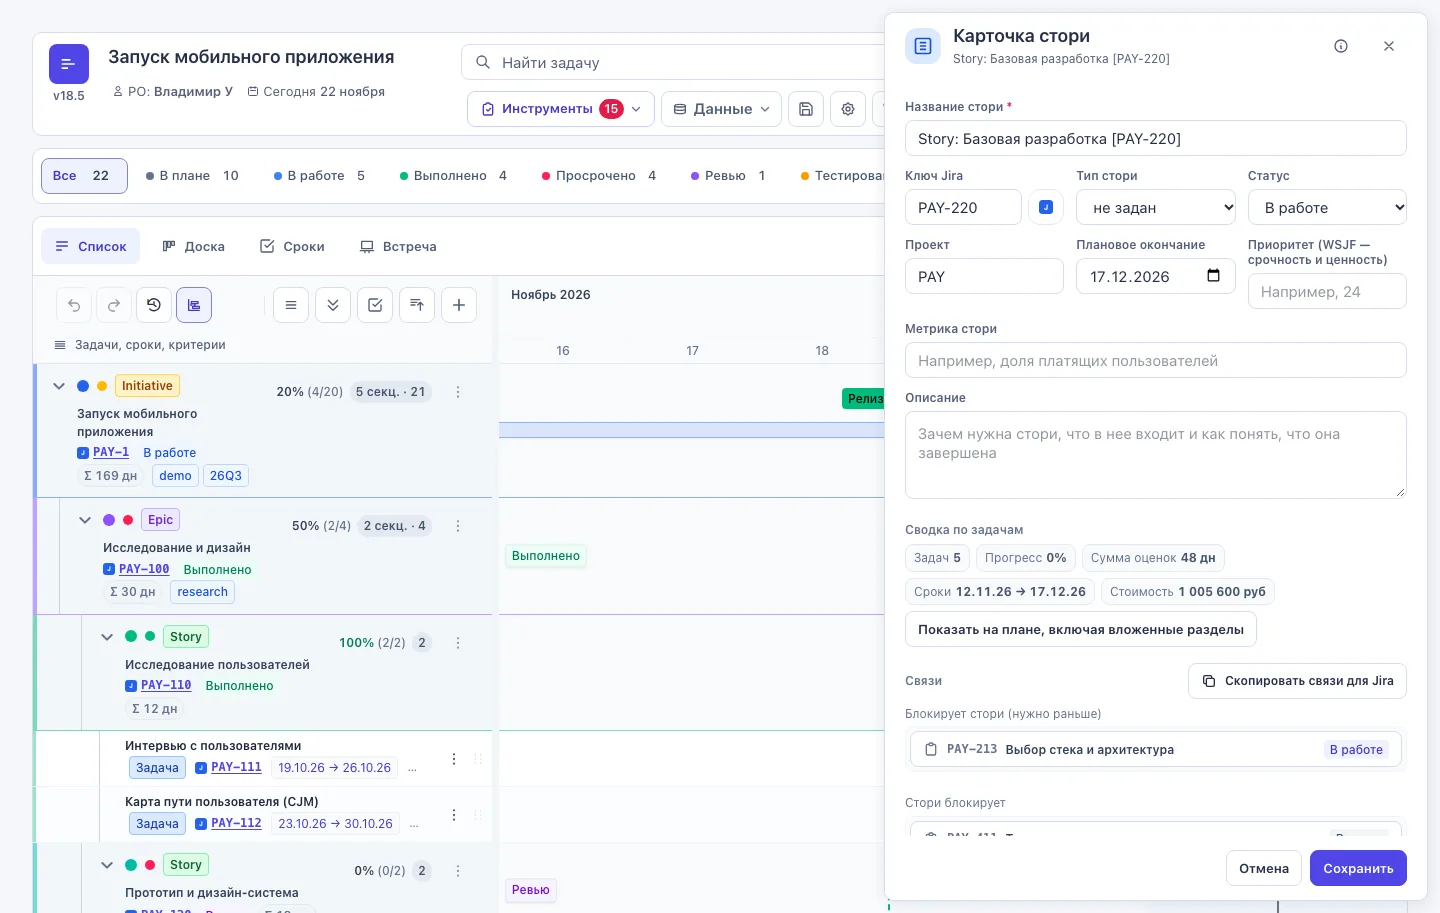 Запуск мобильного приложения
v18.5
PO: Владимир У
Сегодня 22 ноября
Найти задачу
Инструменты 15
Данные
Все 22
В плане 10
В работе 5
Выполнено 4
Просрочено 4
Ревью 1
Тестирова
Список
Доска
Сроки
Встреча
Задачи, сроки, критерии
Ноябрь 2026
16 17 18
Initiative
20% (4/20) 5 секц. · 21
Запуск мобильного
приложения
PAY-1 В работе
Σ 169 дн demo 26Q3
Релиз
Epic
50% (2/4) 2 секц. · 4
Исследование и дизайн
PAY-100 Выполнено
Σ 30 дн research
Выполнено
Story
100% (2/2) 2
Исследование пользователей
PAY-110 Выполнено
Σ 12 дн
Интервью с пользователями
Задача PAY-111 19.10.26 → 26.10.26 ...
Карта пути пользователя (CJM)
Задача PAY-112 23.10.26 → 30.10.26 ...
Story
0% (0/2) 2
Прототип и дизайн-система
Ревью
Карточка стори
Story: Базовая разработка [PAY-220]
Название стори *
Story: Базовая разработка [PAY-220]
Ключ Jira
PAY-220
Тип стори
не задан
Статус
В работе
Проект
PAY
Плановое окончание
17.12.2026
Приоритет (WSJF —
срочность и ценность)
Например, 24
Метрика стори
Например, доля платящих пользователей
Описание
Зачем нужна стори, что в нее входит и как понять, что она
завершена
Сводка по задачам
Задач 5
Прогресс 0%
Сумма оценок 48 дн
Сроки 12.11.26 → 17.12.26
Стоимость 1 005 600 руб
Показать на плане, включая вложенные разделы
Связи
Скопировать связи для Jira
Блокирует стори (нужно раньше)
PAY-213 Выбор стека и архитектура В работе
Стори блокирует
Отмена
Сохранить